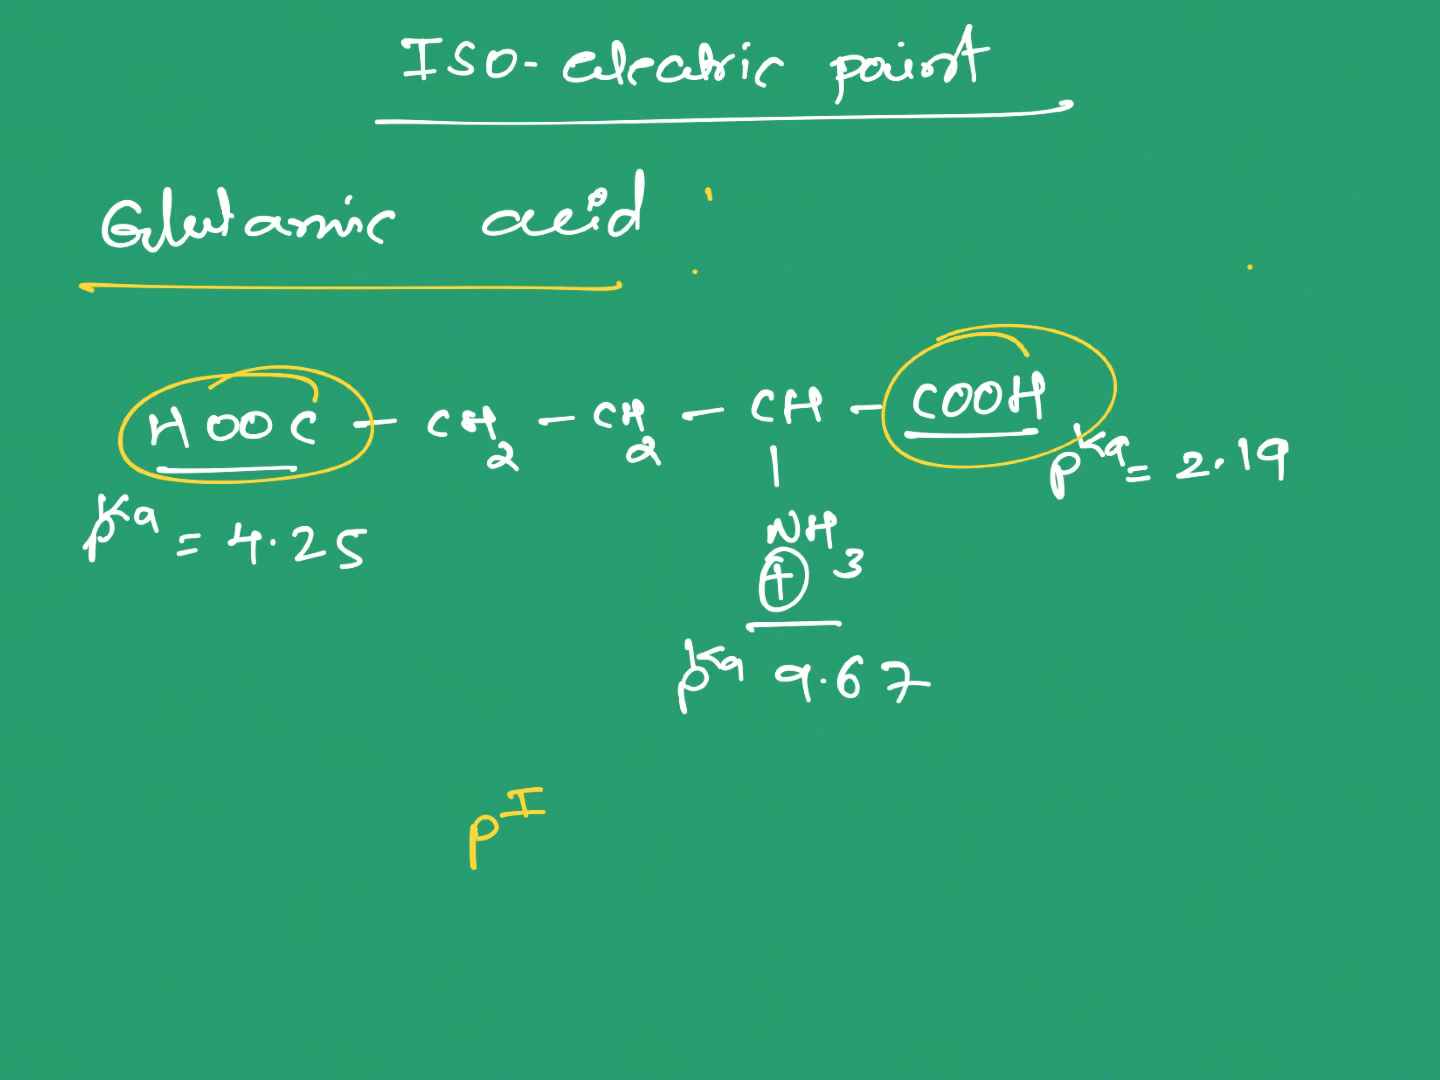 Iso-electric point
Glutamic acid :
HOOC - CH2 - CH2 - CH - COOH
pKa = 2.19
pKa = 4.25
NH3
+
pKa 9.67
pI